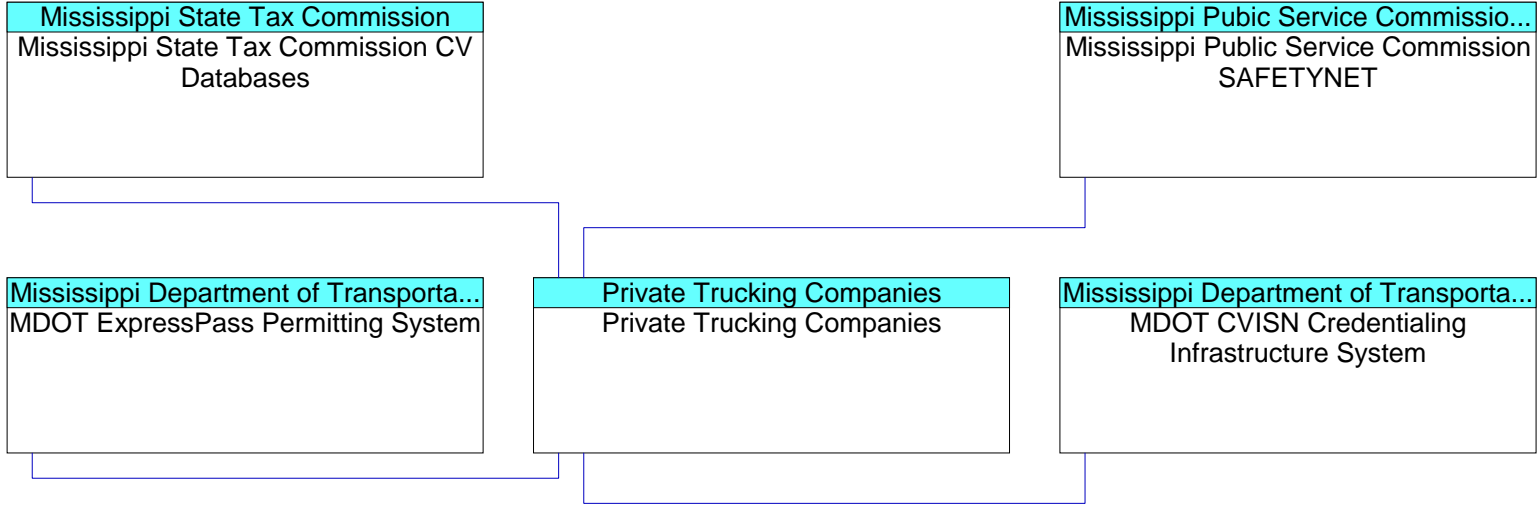 Mississippi State Tax Commission
Mississippi State Tax Commission CV
Databases
Mississippi Pubic Service Commissio...
Mississippi Public Service Commission
SAFETYNET
Mississippi Department of Transporta...
MDOT ExpressPass Permitting System
Private Trucking Companies
Private Trucking Companies
Mississippi Department of Transporta...
MDOT CVISN Credentialing
Infrastructure System